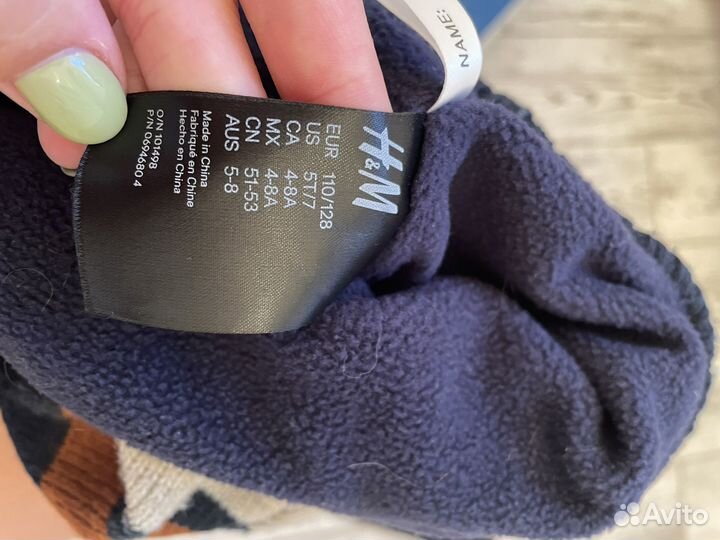 NAME:
H&M
EUR 110/128
US 5T/7
CA 4-8A
MX 4-8A
CN 51-53
AUS 5-8
Made in China
Fabriqué en Chine
Hecho en China
O/N 101498
P/N 0694680 4
Avito